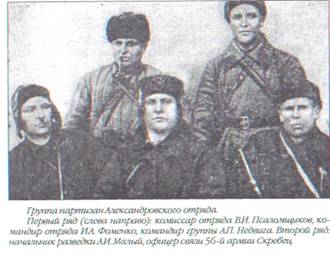 Группа партизан Александровского отряда.
Первый ряд (слева направо): комиссар отряда В.И. Псаломщиков, ко-
мандир отряда И.А. Фоменко, командир группы А.П. Недвига. Второй ряд:
начальник разведки А.И. Малый, офицер связи 56-й армии Скребец.